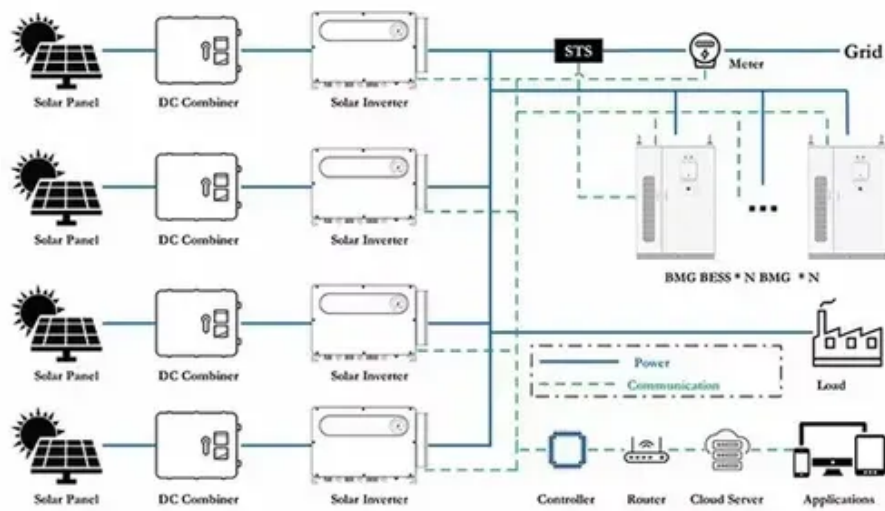 STS
Meter
Grid
Solar Panel
DC Combiner
Solar Inverter
Solar Panel
DC Combiner
Solar Inverter
BMG BESS * N BMG * N
Solar Panel
DC Combiner
Solar Inverter
Power
Communication
Load
Solar Panel
DC Combiner
Solar Inverter
Controller
Router
Cloud Server
Applications